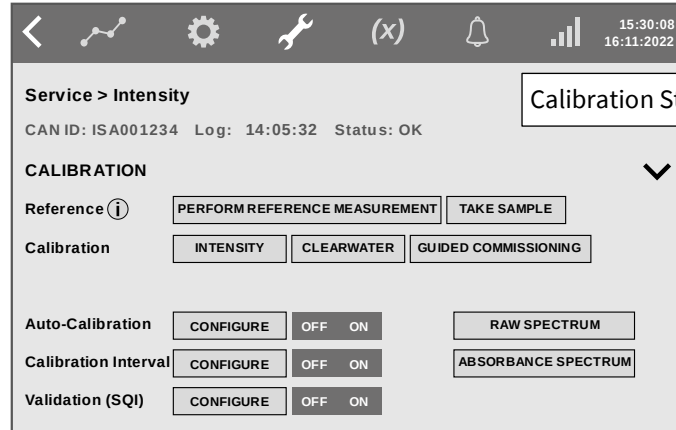 (x)
15:30:08
16:11:2022
Service > Intensity
Calibration St
CAN ID: ISA001234 Log: 14:05:32 Status: OK
CALIBRATION
Reference i PERFORM REFERENCE MEASUREMENT TAKE SAMPLE
Calibration INTENSITY CLEARWATER GUIDED COMMISSIONING
Auto-Calibration CONFIGURE OFF ON RAW SPECTRUM
Calibration Interval CONFIGURE OFF ON ABSORBANCE SPECTRUM
Validation (SQI) CONFIGURE OFF ON